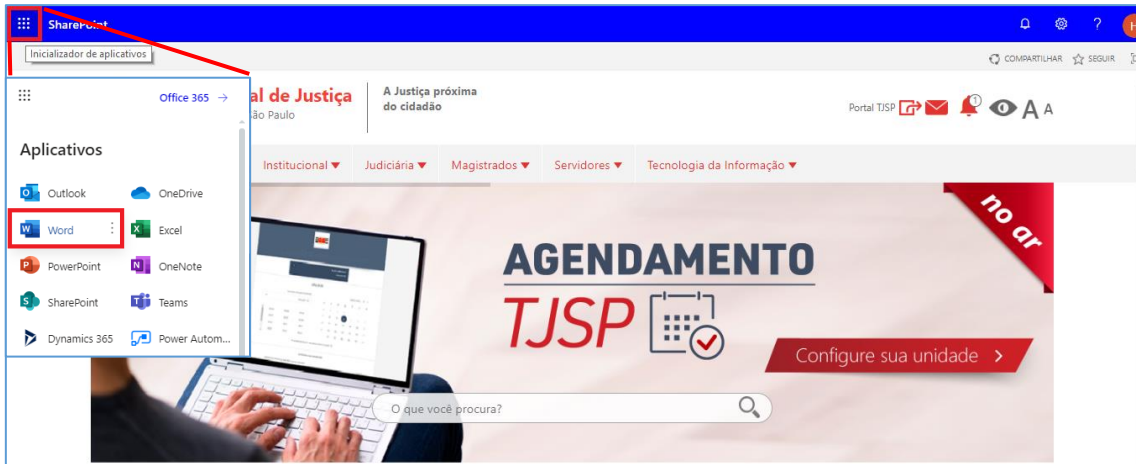 SharePoint
Inicializador de aplicativos
COMPARTILHAR SEGUIR
Office 365 →
al de Justiça
São Paulo
A Justiça próxima
do cidadão
Portal TJSP
1
A A
Aplicativos
Institucional ▼ Judiciária ▼ Magistrados ▼ Servidores ▼ Tecnologia da Informação ▼
Outlook OneDrive
Word Excel
PowerPoint OneNote
SharePoint Teams
Dynamics 365 Power Autom...
no ar
AGENDAMENTO
TJSP
Configure sua unidade >
O que você procura?